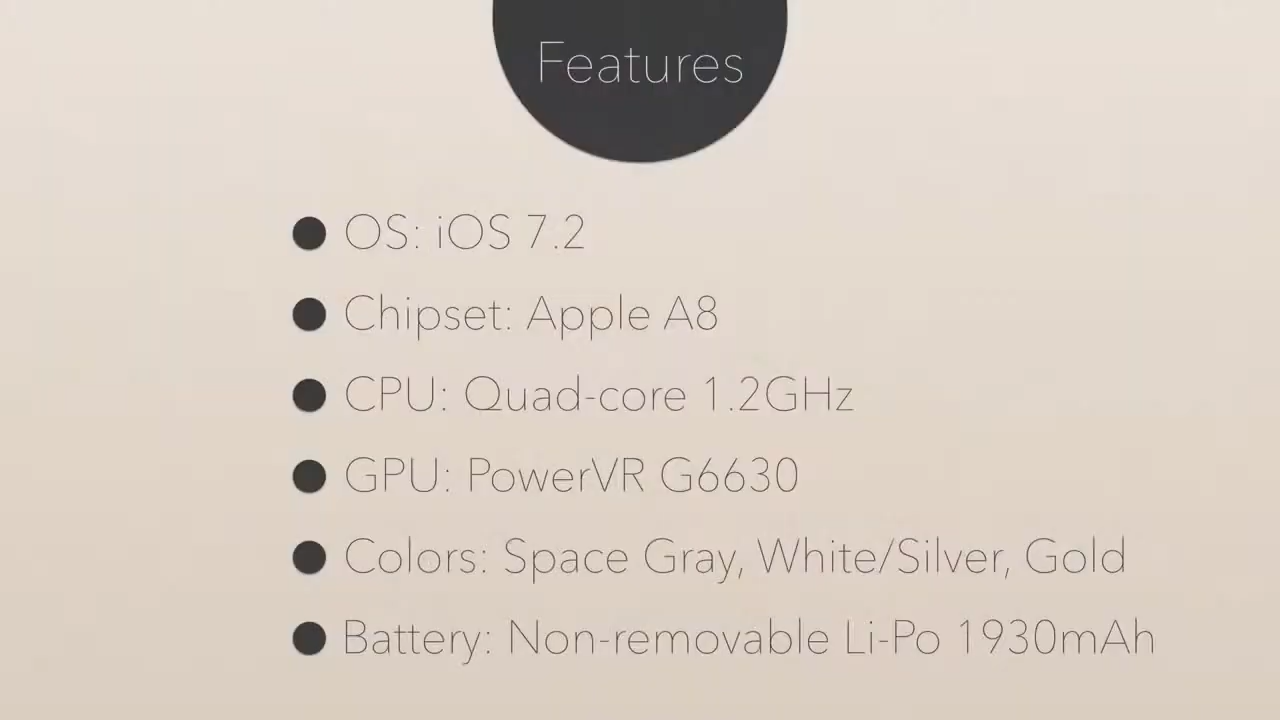 Features
OS: iOS 7.2
Chipset: Apple A8
CPU: Quad-core 1.2GHz
GPU: PowerVR G6630
Colors: Space Gray, White/Silver, Gold
Battery: Non-removable Li-Po 1930mAh